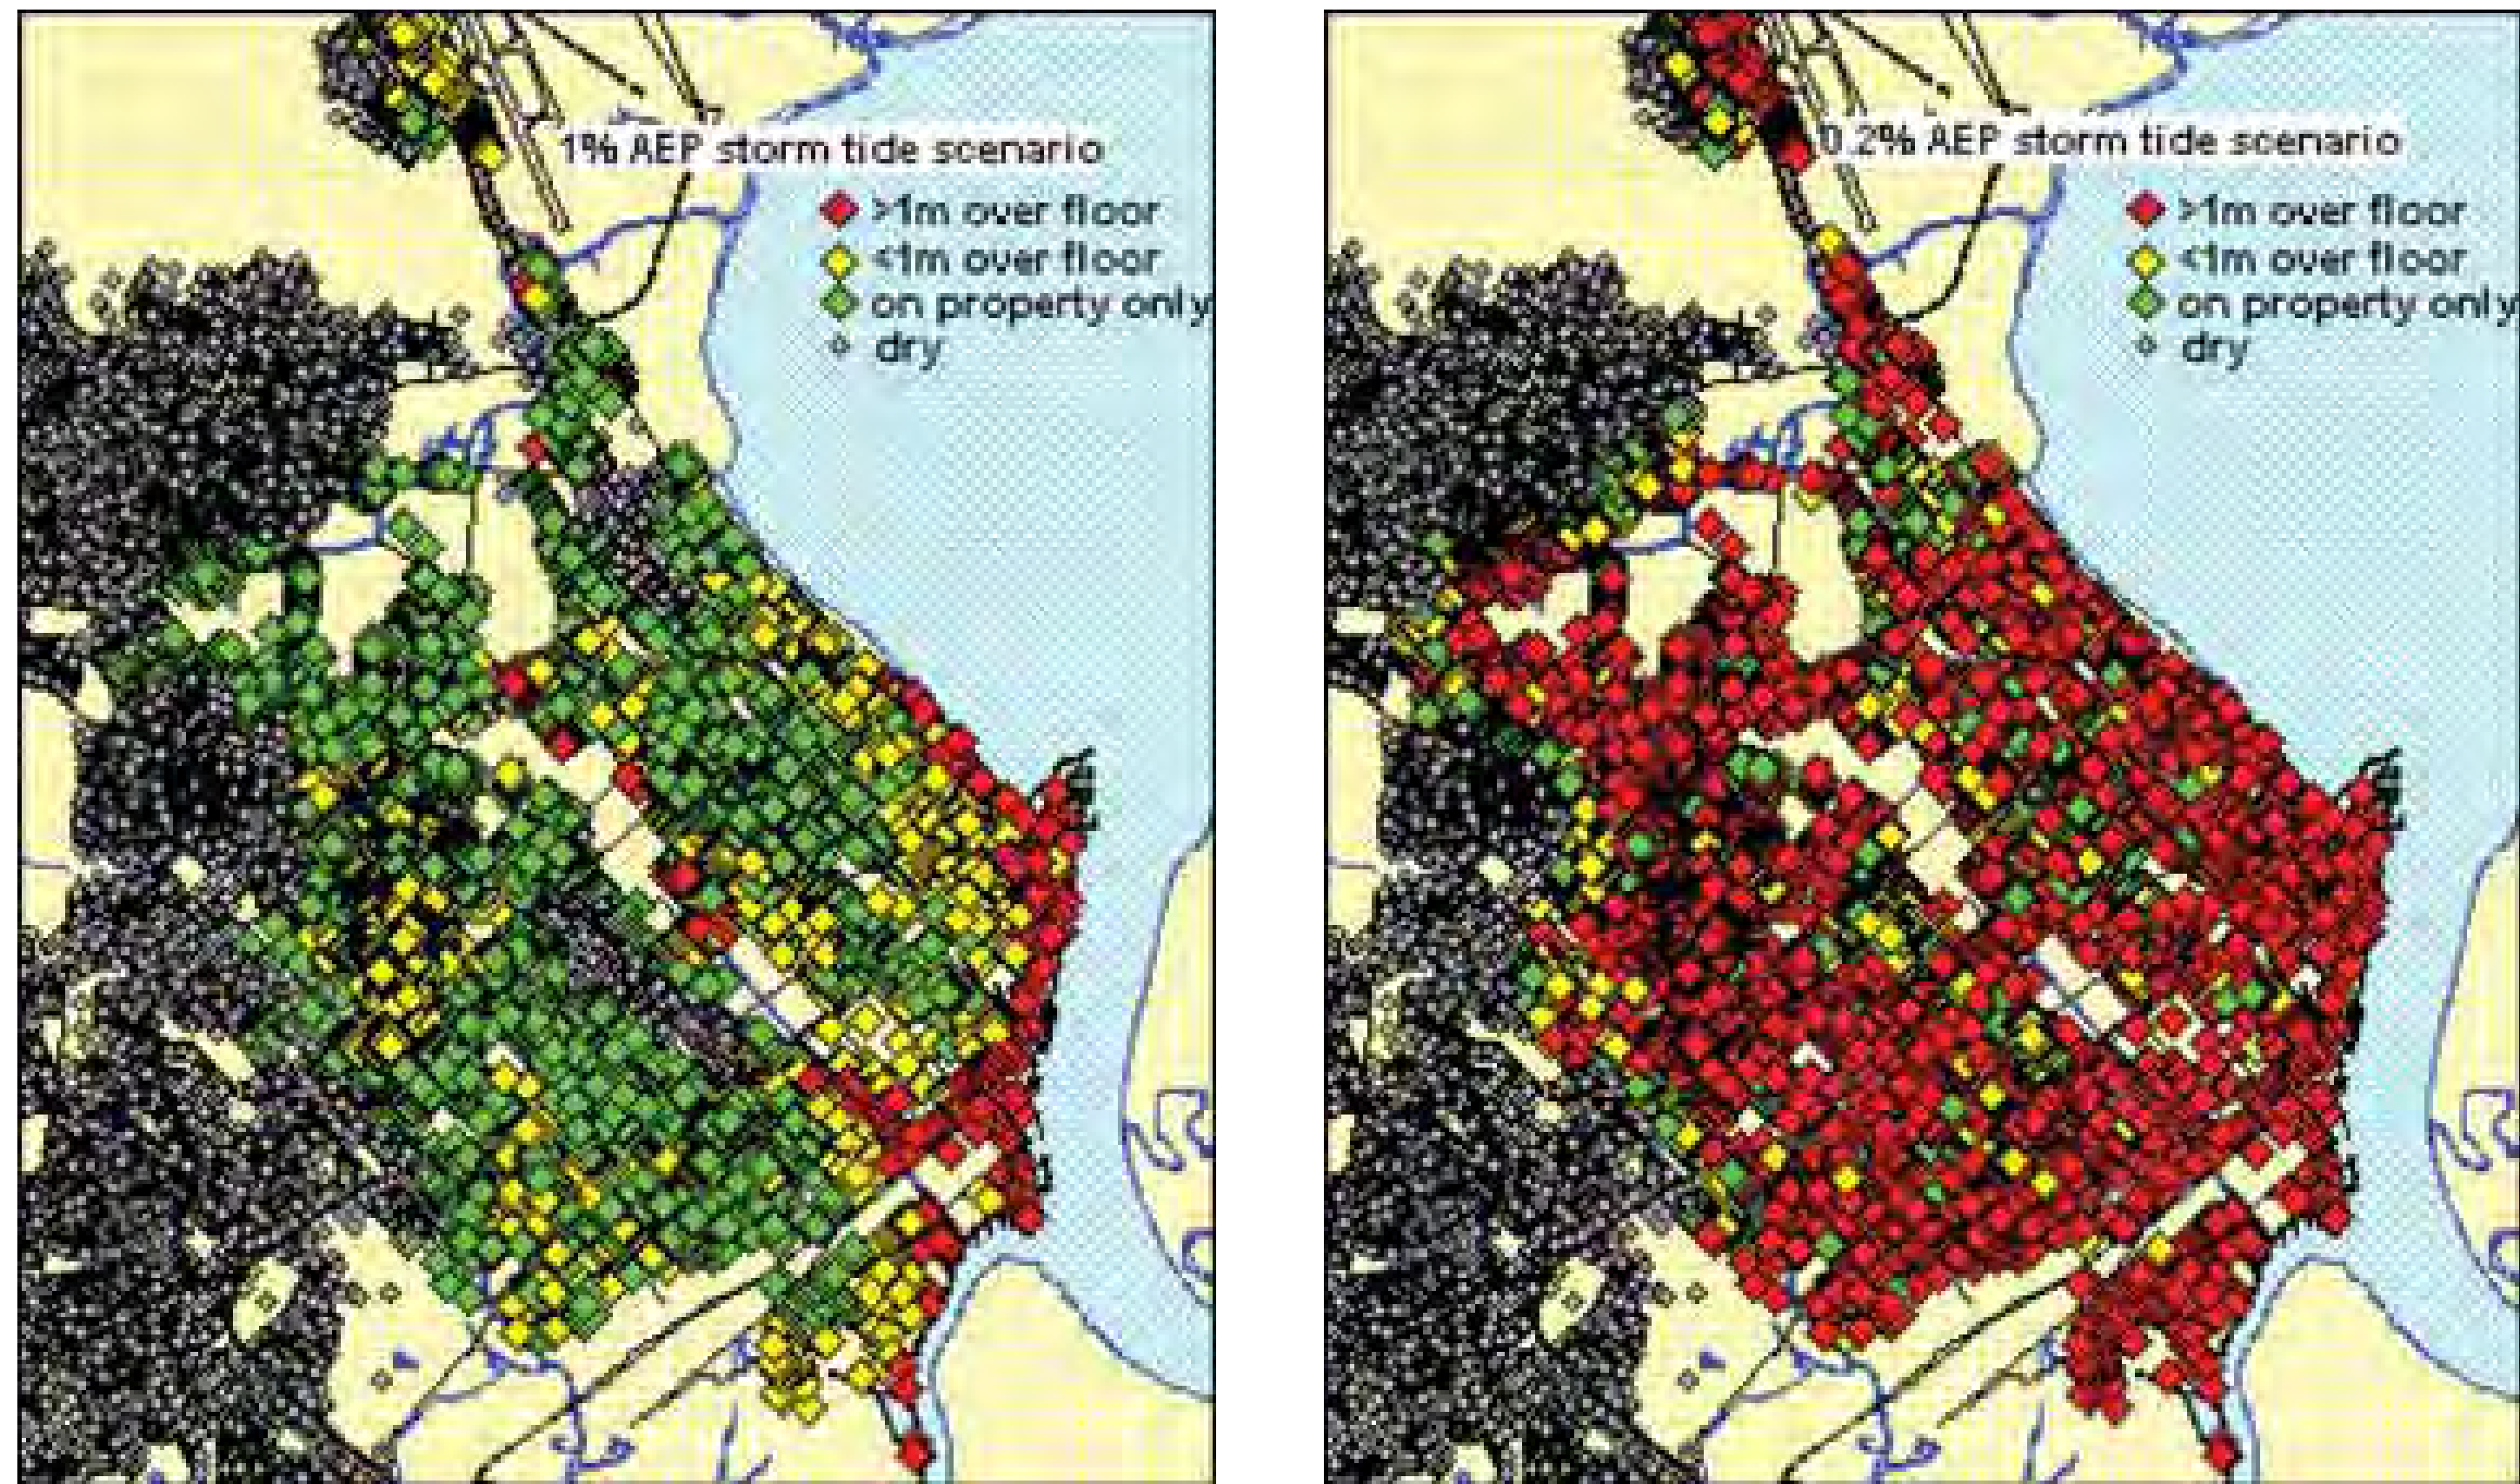 1% AEP storm tide scenario
>1m over floor
<1m over floor
on property only
dry
0.2% AEP storm tide scenario
>1m over floor
<1m over floor
on property only
dry